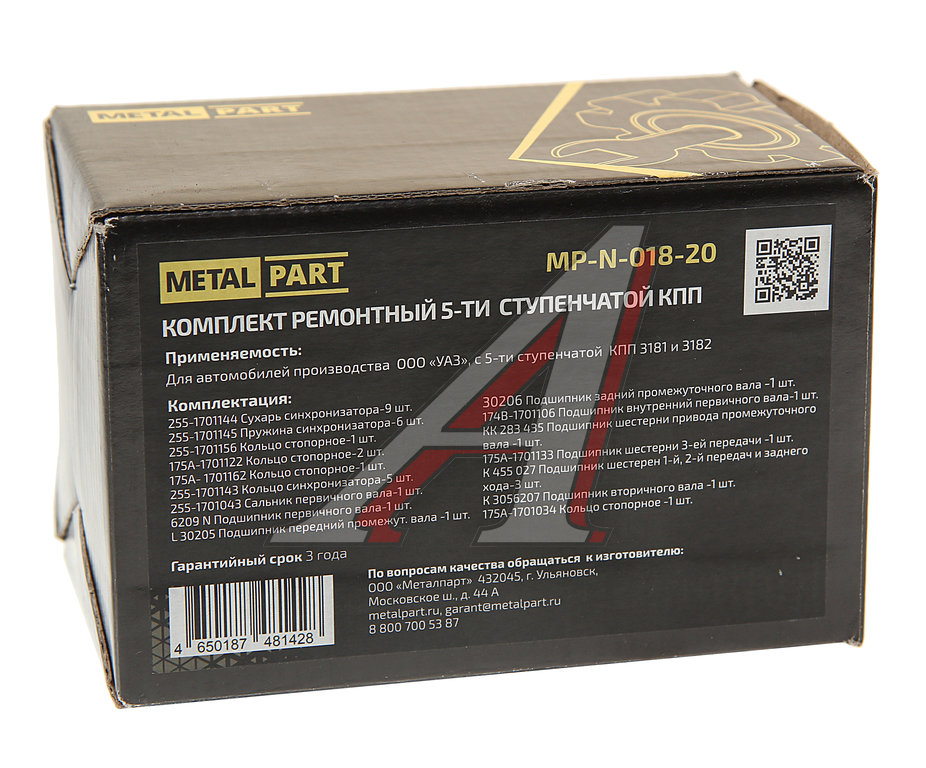 METAL PART
METAL PART
MP-N-018-20
КОМПЛЕКТ РЕМОНТНЫЙ 5-ТИ СТУПЕНЧАТОЙ КПП
Применяемость:
Для автомобилей производства ООО «УАЗ», с 5-ти ступенчатой КПП 3181 и 3182
Комплектация:
255-1701144 Сухарь синхронизатора-9 шт.
255-1701145 Пружина синхронизатора-6 шт.
255-1701156 Кольцо стопорное-1 шт.
175А-1701122 Кольцо стопорное-2 шт.
175А- 1701162 Кольцо стопорное-1 шт.
255-1701143 Кольцо синхронизатора-5 шт.
255-1701043 Сальник первичного вала-1 шт.
6209 N Подшипник первичного вала-1 шт.
L 30205 Подшипник передний промежут. вала -1 шт.
30206 Подшипник задний промежуточного вала -1 шт.
174В-1701106 Подшипник внутренний первичного вала-1 шт.
КК 283 435 Подшипник шестерни привода промежуточного
вала -1 шт.
175А-1701133 Подшипник шестерни 3-ей передачи -1 шт.
К 455 027 Подшипник шестерен 1-й, 2-й передач и заднего
хода-3 шт.
К 3056207 Подшипник вторичного вала -1 шт.
175А-1701034 Кольцо стопорное -1 шт.
Гарантийный срок 3 года
По вопросам качества обращаться к изготовителю:
ООО «Металпарт» 432045, г. Ульяновск,
Московское ш., д. 44 А
metalpart.ru, garant@metalpart.ru
8 800 700 53 87
4 650187 481428